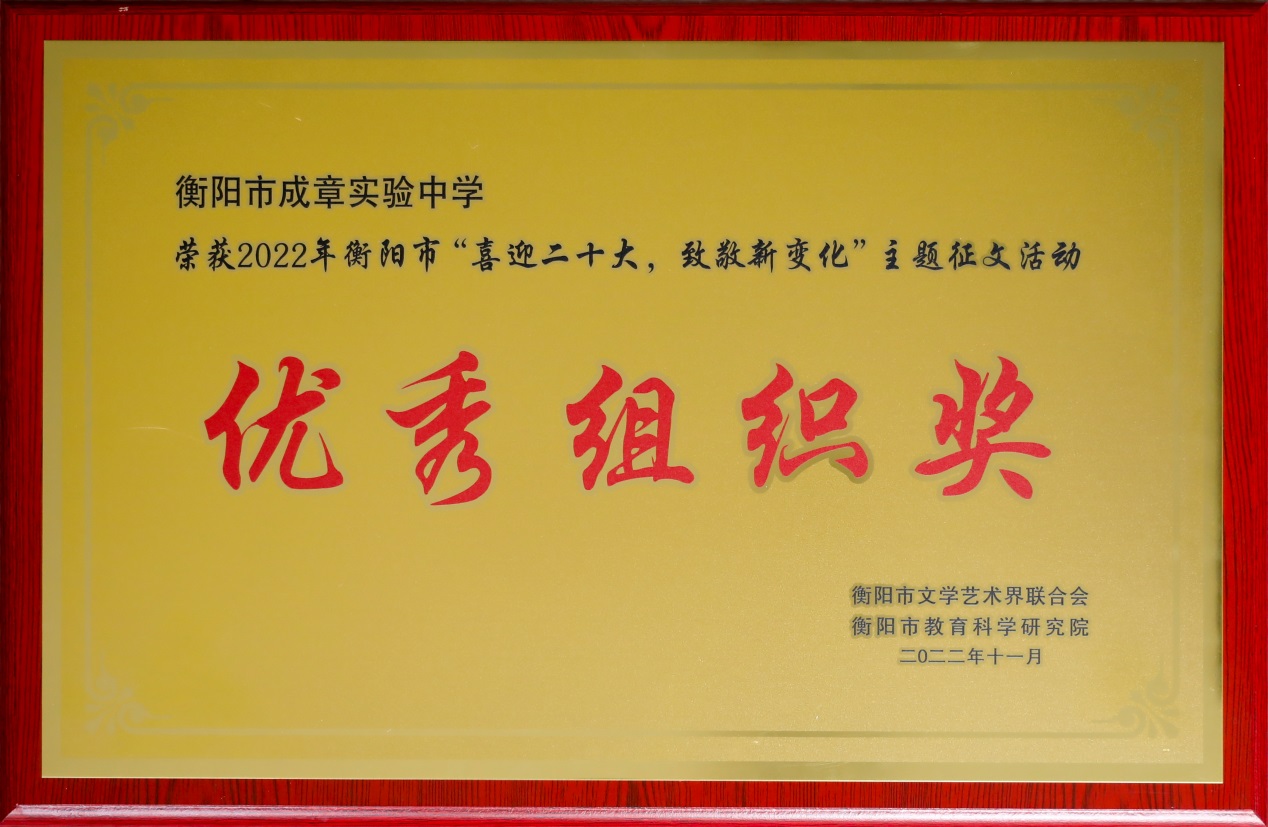 衡阳市成章实验中学
荣获2022年衡阳市“喜迎二十大，致敬新变化”主题征文活动
优秀组织奖
衡阳市文学艺术界联合会
衡阳市教育科学研究院
二0二二年十一月